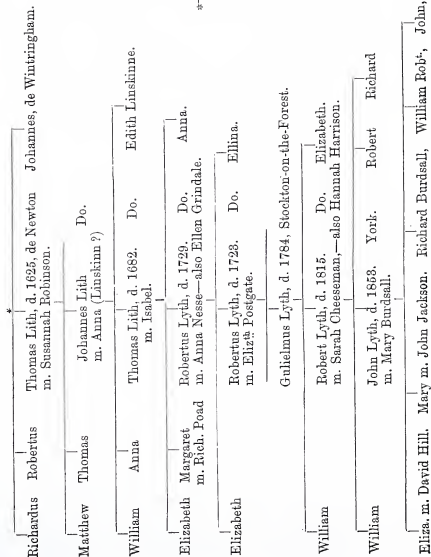 *
Richardus Robertus Thomas Lith, d. 1625, de Newton Johannes, de Wintringham.
m. Susannah Robinson.
Matthew Thomas Johannes Lith Do.
m. Anna (Linskinn ?)
William Anna Thomas Lith, d. 1682. Do. Edith Linskinne.
m. Isabel.
Elizabeth Margaret Robertus Lyth, d. 1729. Do. Anna.
m. Rich. Poad m. Anna Nesse—also Ellen Grindale.
Elizabeth Robertus Lyth, d. 1723. Do. Ellina.
m. Elizth Postgate.
Gulielmus Lyth, d. 1784, Stockton-on-the-Forest.
William Robert Lyth, d. 1815. Do. Elizabeth.
m. Sarah Cheeseman,—also Hannah Harrison.
William John Lyth, d. 1853. York. Robert Richard
m. Mary Burdsall.
Eliza. m. David Hill. Mary m. John Jackson. Richard Burdsall, William Robt, John,
*